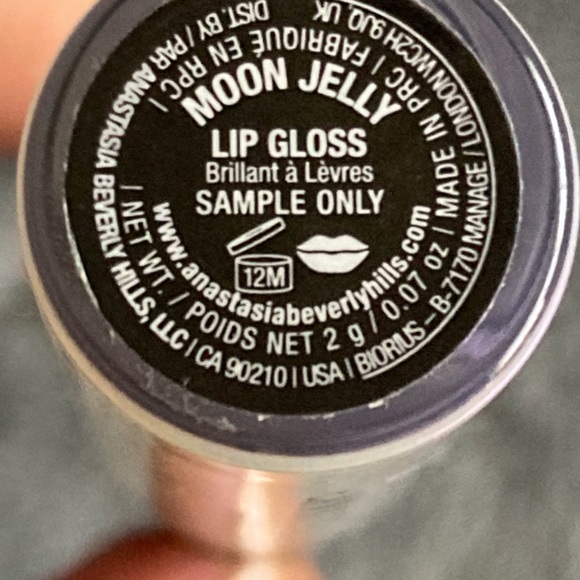 MOON JELLY
LIP GLOSS
Brillant à Lèvres
SAMPLE ONLY
12M
www.anastasiabeverlyhills.com
| NET WT. / POIDS NET 2 g / 0.07 oz | MADE IN PRC | FABRIQUÉ EN RPC |
DIST. BY / PAR ANASTASIA BEVERLY HILLS, LLC | CA 90210 | USA | BIORIUS – B-7170 MANAGE / LONDON WC2H 9JQ, UK